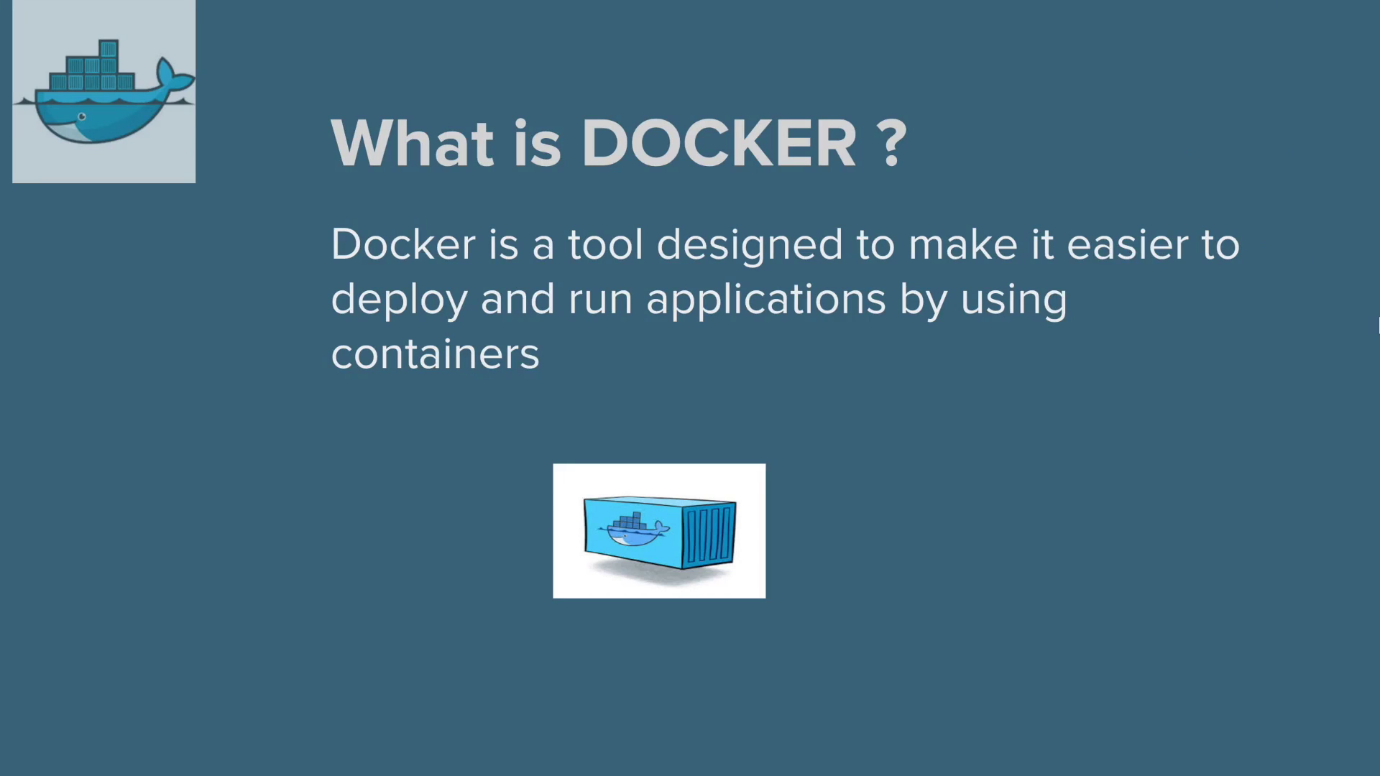 What is DOCKER ?
Docker is a tool designed to make it easier to
deploy and run applications by using
containers